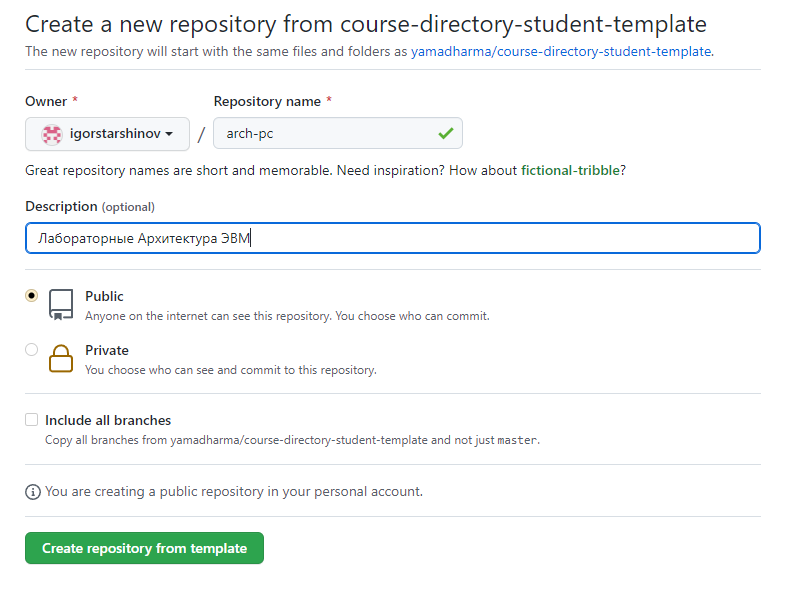 Create a new repository from course-directory-student-template
The new repository will start with the same files and folders as yamadharma/course-directory-student-template.
Owner * Repository name *
igorstarshinov / arch-pc
Great repository names are short and memorable. Need inspiration? How about fictional-tribble?
Description (optional)
Лабораторные Архитектура ЭВМ
Public
Anyone on the internet can see this repository. You choose who can commit.
Private
You choose who can see and commit to this repository.
Include all branches
Copy all branches from yamadharma/course-directory-student-template and not just master.
You are creating a public repository in your personal account.
Create repository from template